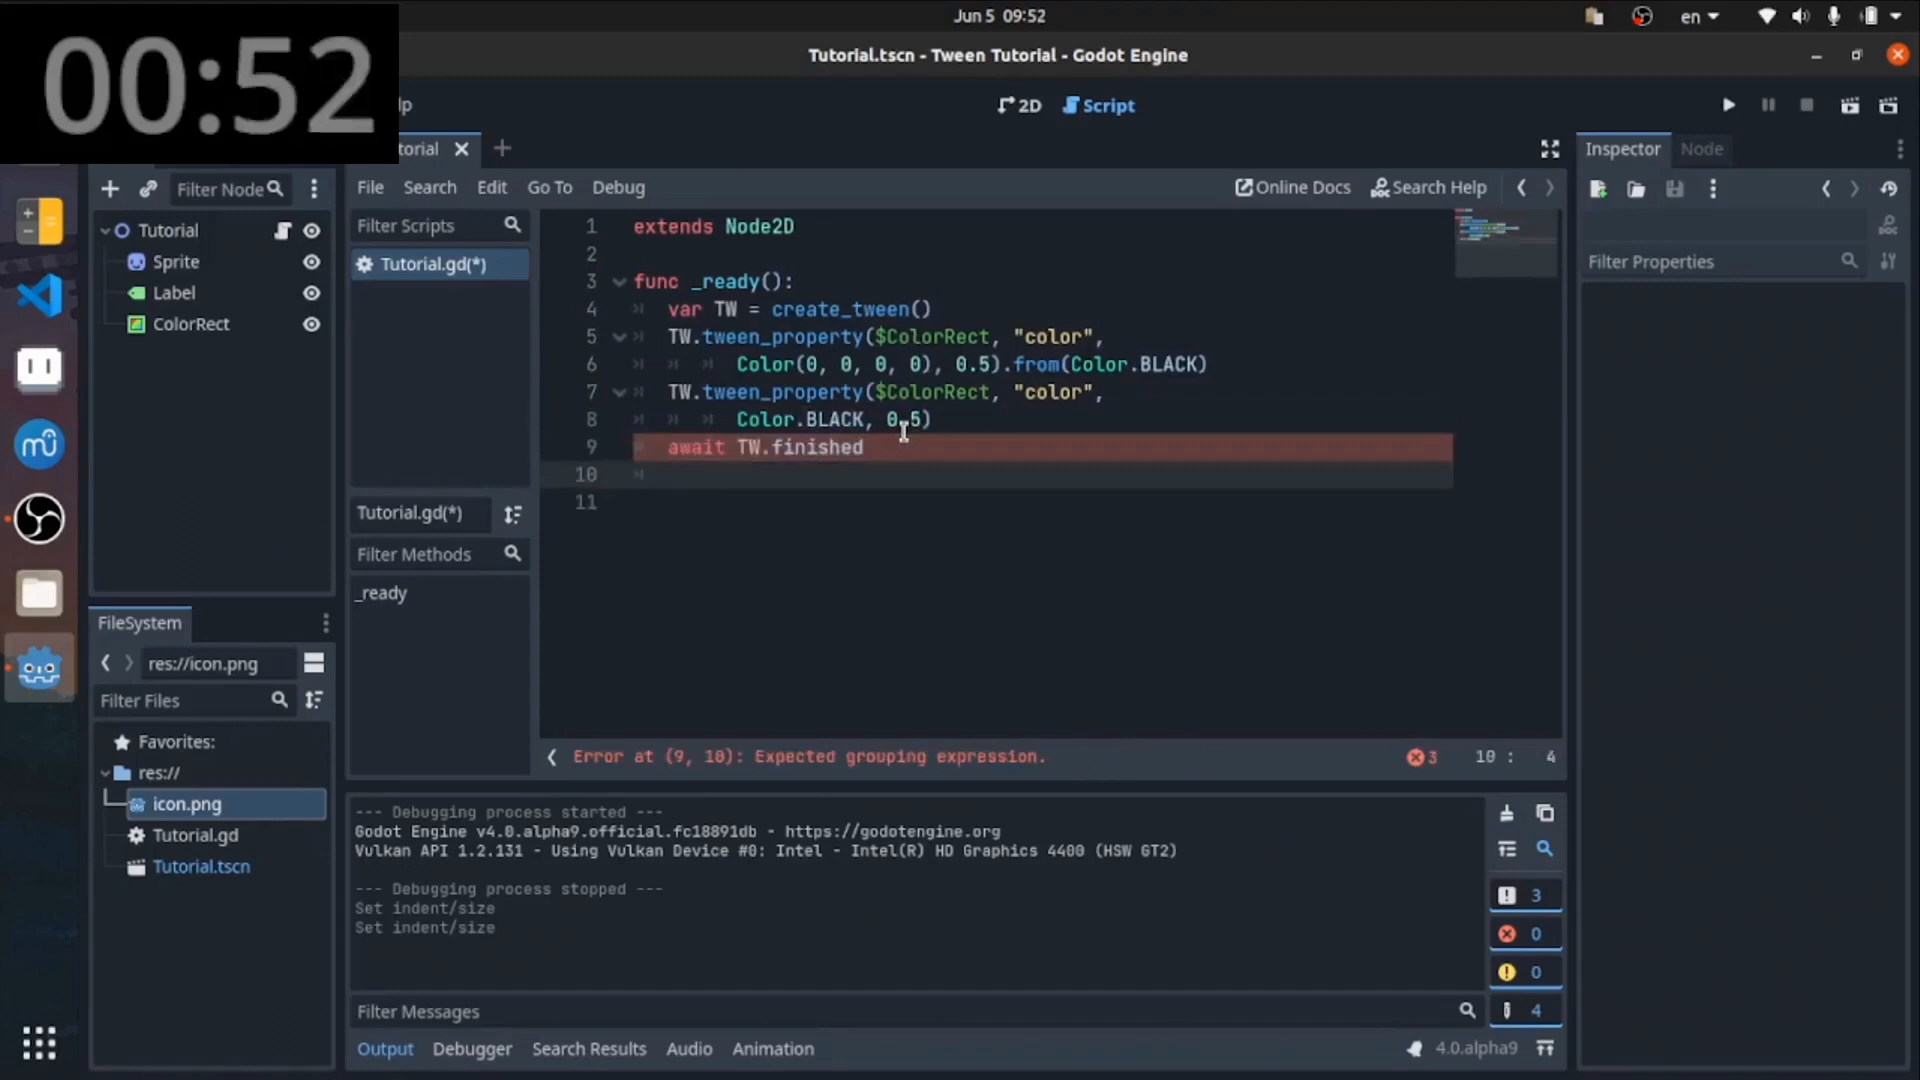 00:52
Jun 5 09:52
en
Tutorial.tscn - Tween Tutorial - Godot Engine
lp
2D
Script
torial
Inspector
Node
Filter Node
File
Search
Edit
Go To
Debug
Online Docs
Search Help
Tutorial
Sprite
Label
ColorRect
Filter Scripts
Tutorial.gd(*)
Filter Properties
1 extends Node2D
2
3 func _ready():
4 var TW = create_tween()
5 TW.tween_property($ColorRect, "color",
6 Color(0, 0, 0, 0), 0.5).from(Color.BLACK)
7 TW.tween_property($ColorRect, "color",
8 Color.BLACK, 0.5)
9 await TW.finished
10
11
Tutorial.gd(*)
Filter Methods
_ready
Error at (9, 10): Expected grouping expression.
3
10 : 4
FileSystem
res://icon.png
Filter Files
Favorites:
res://
icon.png
Tutorial.gd
Tutorial.tscn
--- Debugging process started ---
Godot Engine v4.0.alpha9.official.fc18891db - https://godotengine.org
Vulkan API 1.2.131 - Using Vulkan Device #0: Intel - Intel(R) HD Graphics 4400 (HSW GT2)
--- Debugging process stopped ---
Set indent/size
Set indent/size
3
0
0
4
Filter Messages
Output
Debugger
Search Results
Audio
Animation
4.0.alpha9